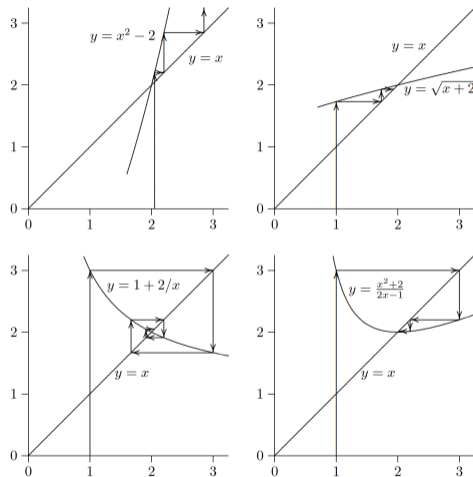 3
2
1
0
0 1 2 3
y = x² − 2
y = x
3
2
1
0
0 1 2 3
y = x
y = √x + 2
3
2
1
0
0 1 2 3
y = 1 + 2/x
y = x
3
2
1
0
0 1 2 3
y = x²+2
2x−1
y = x